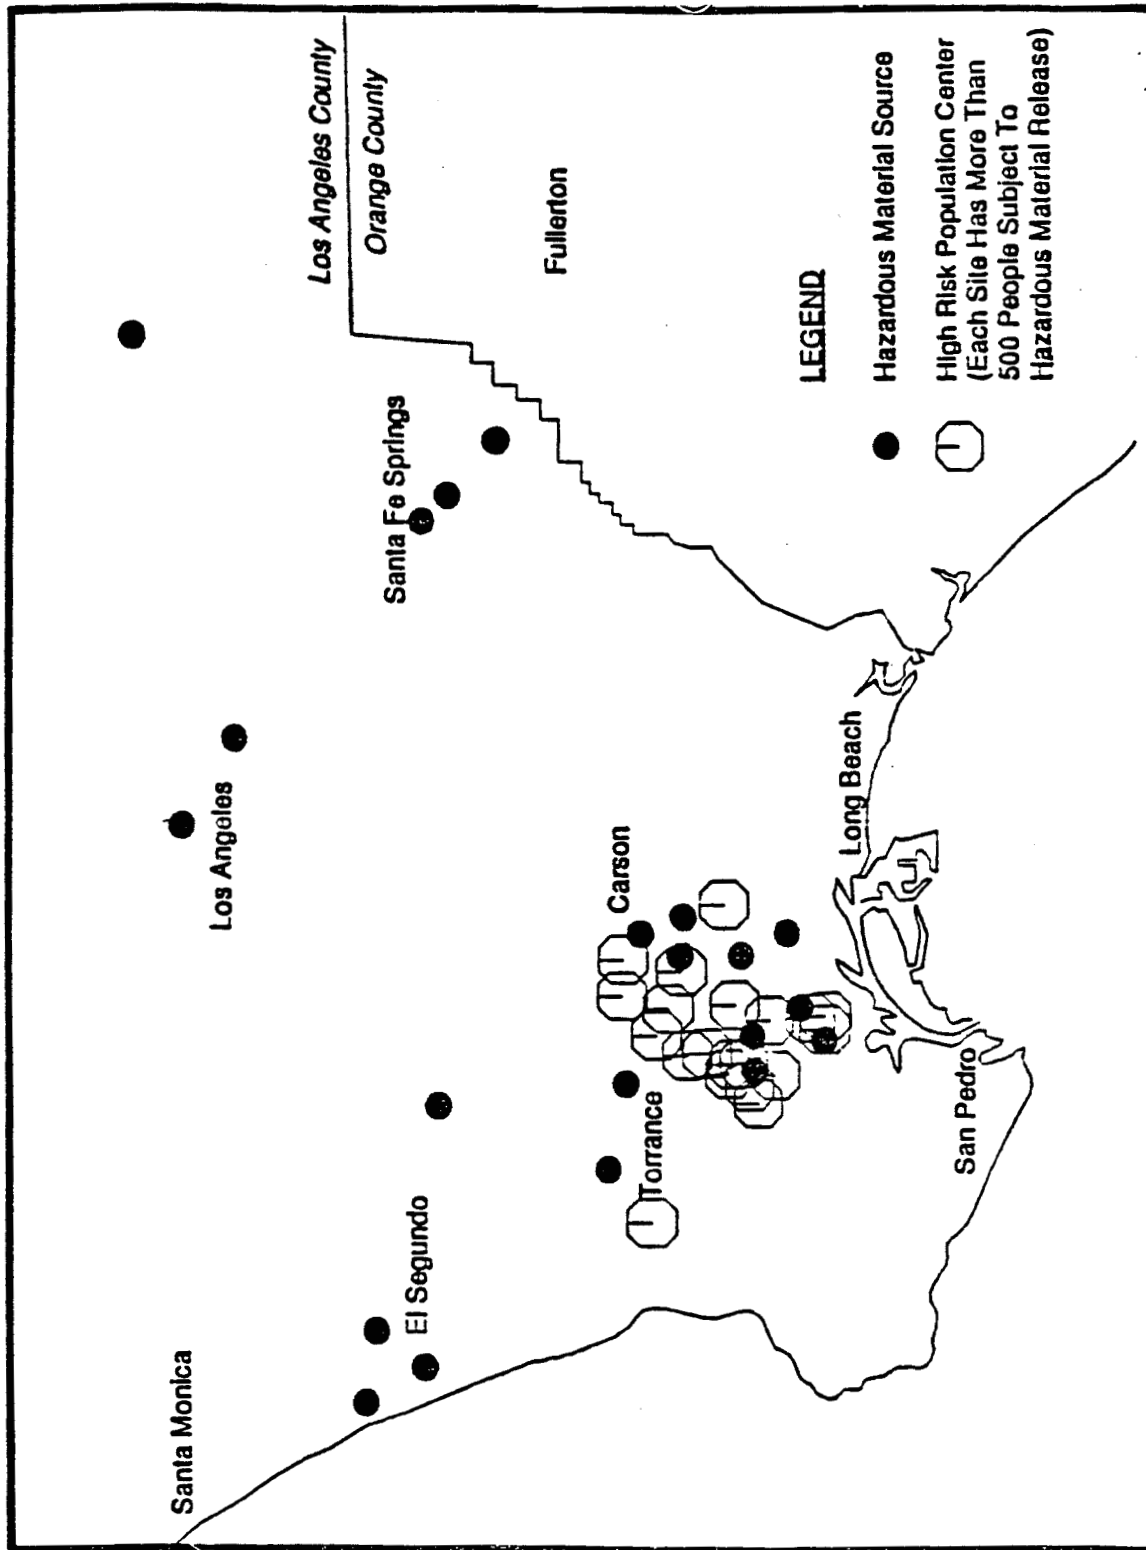 Santa Monica
El Segundo
Los Angeles
Torrance
Carson
San Pedro
Long Beach
Santa Fe Springs
Los Angeles County
Orange County
Fullerton
LEGEND
Hazardous Material Source
High Risk Population Center
(Each Site Has More Than
500 People Subject To
Hazardous Material Release)